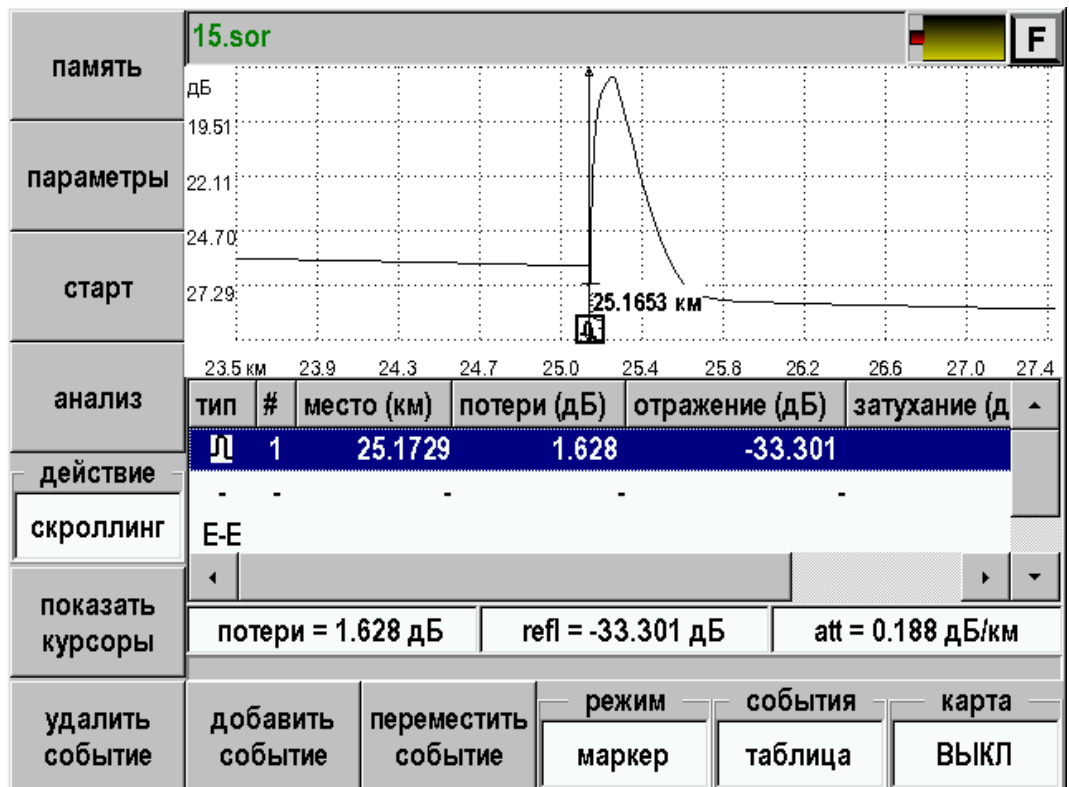 15.sor
F
память
дБ
19.51
параметры
22.11
24.70
старт
27.29
25.1653 км
23.5 км 23.9 24.3 24.7 25.0 25.4 25.8 26.2 26.6 27.0 27.4
анализ
тип # место (км) потери (дБ) отражение (дБ) затухание (д
1 25.1729 1.628 -33.301
действие
- - - - -
скроллинг
E-E
показать
курсоры
потери = 1.628 дБ refl = -33.301 дБ att = 0.188 дБ/км
удалить
событие
добавить
событие
переместить
событие
режим
маркер
события
таблица
карта
ВЫКЛ